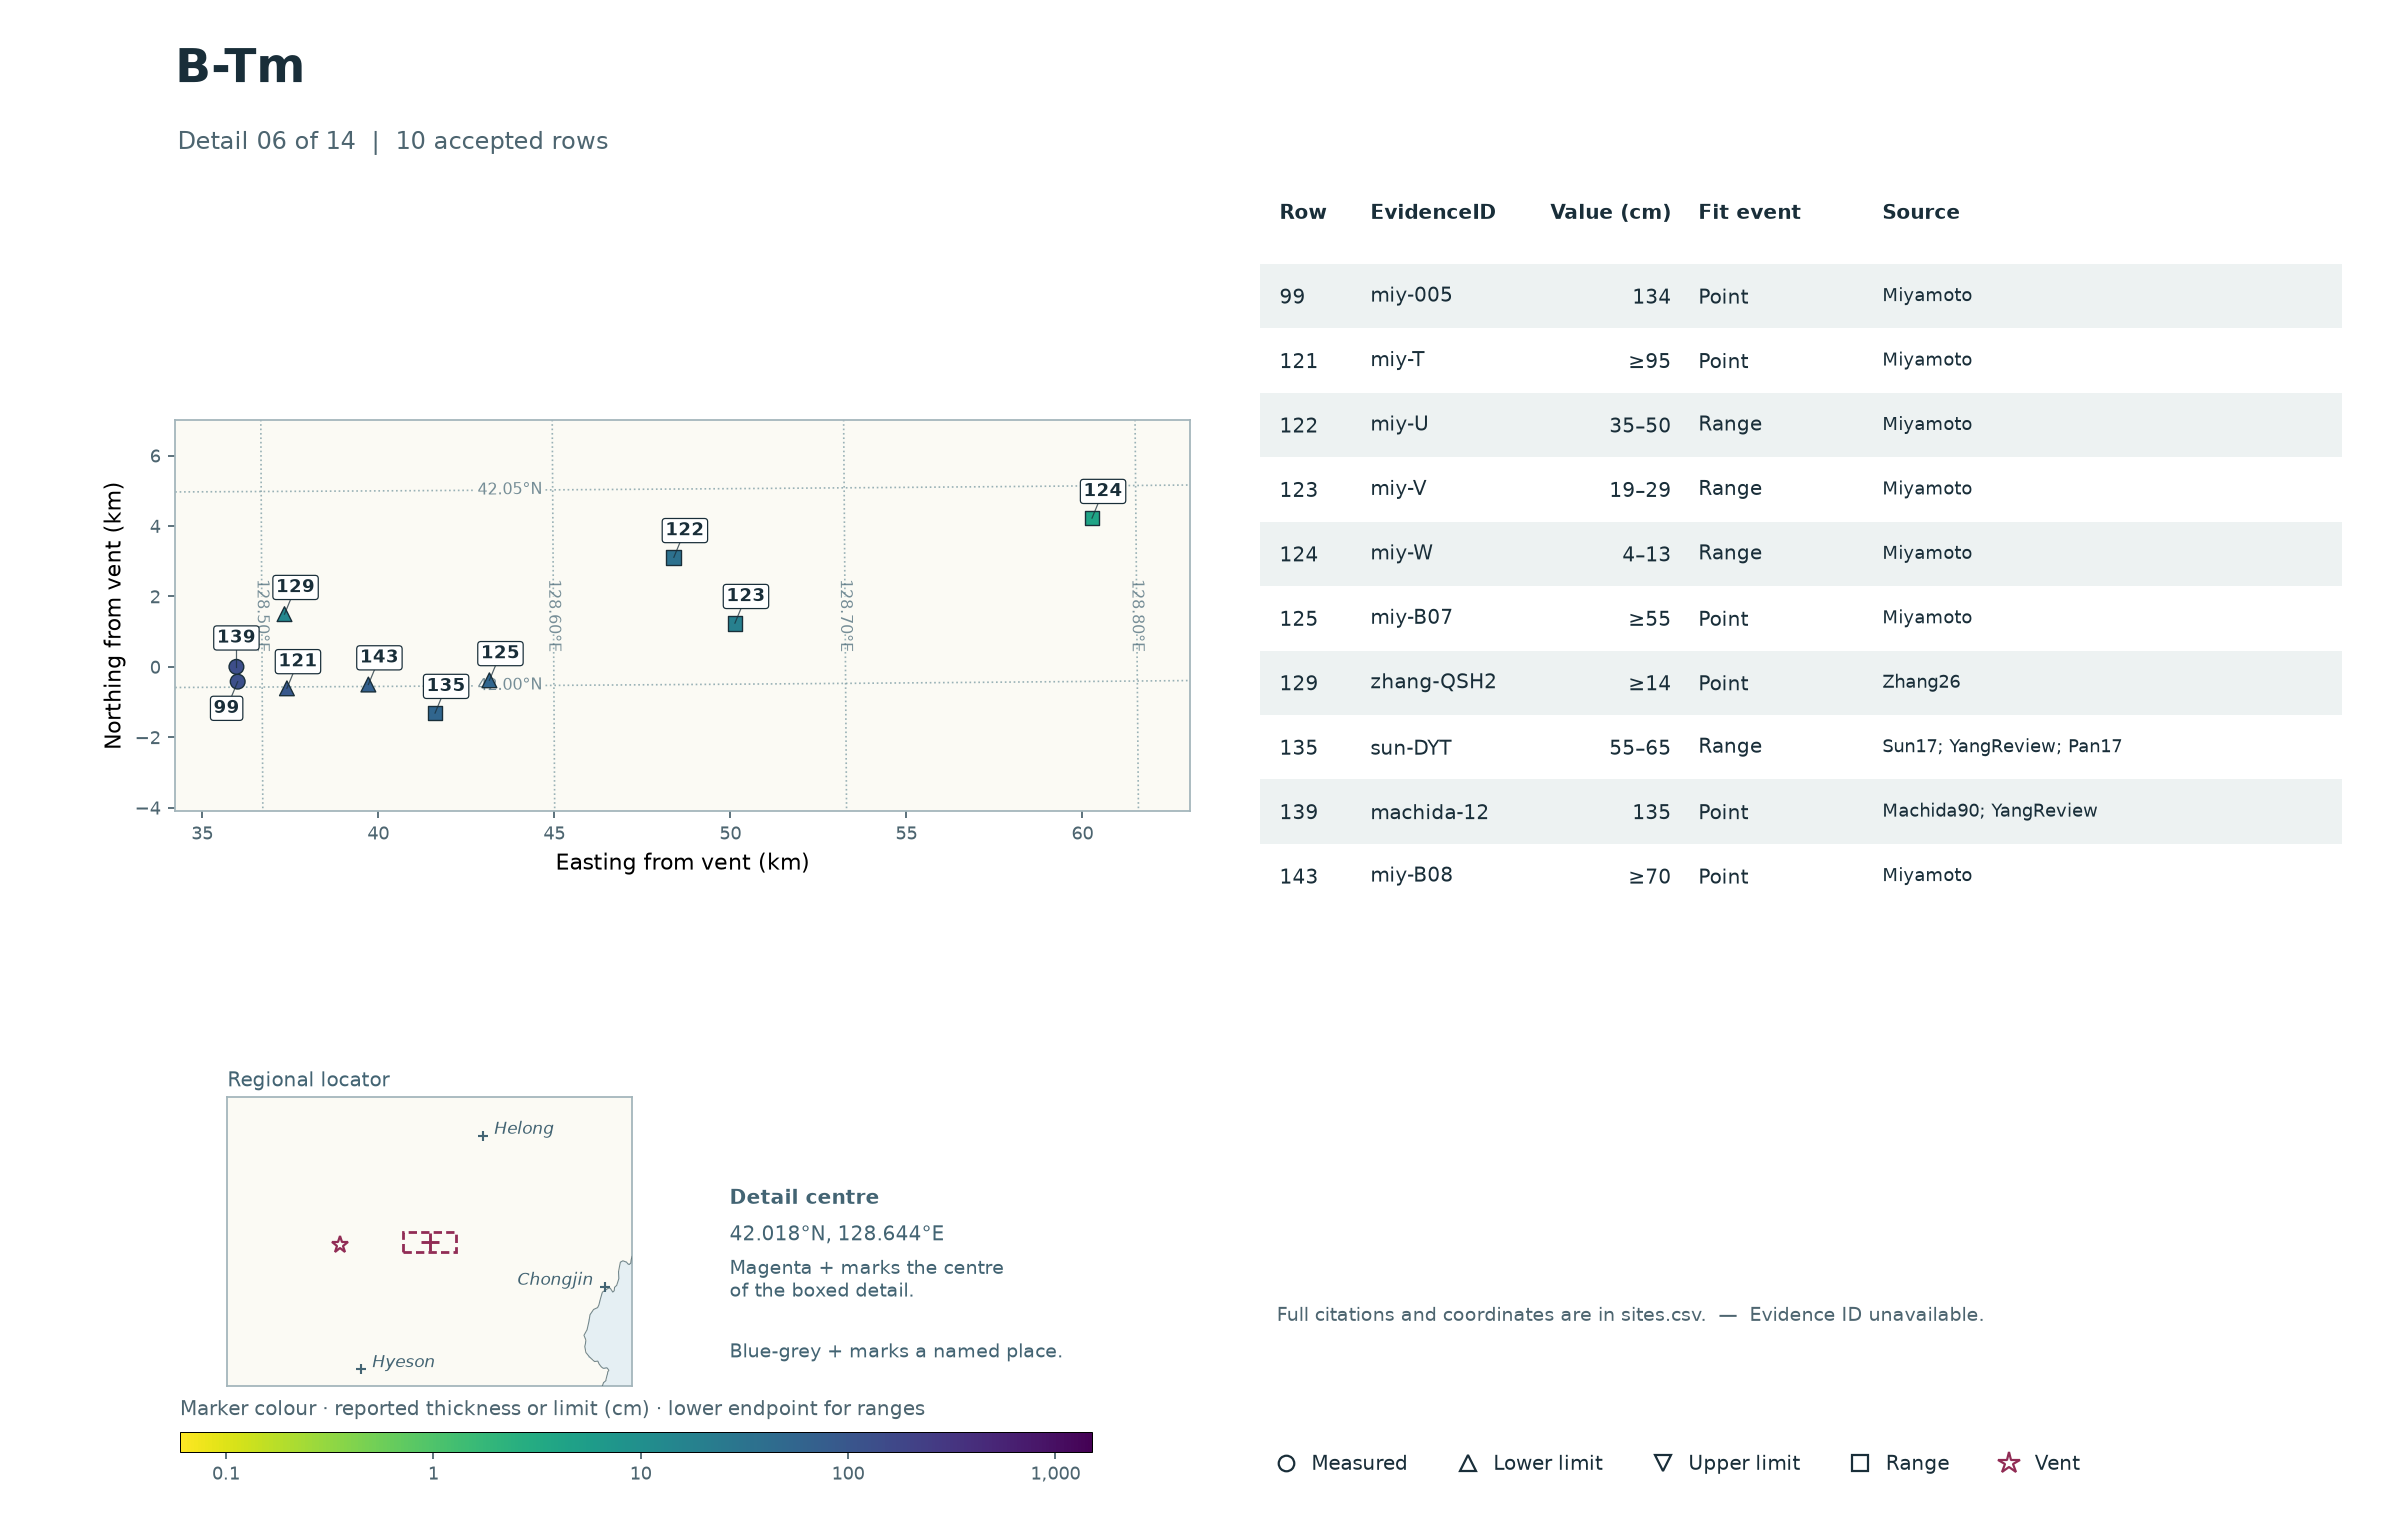 B-Tm
Detail 06 of 14 | 10 accepted rows
Row EvidenceID Value (cm) Fit event Source
99 miy-005 134 Point Miyamoto
121 miy-T ≥95 Point Miyamoto
122 miy-U 35–50 Range Miyamoto
123 miy-V 19–29 Range Miyamoto
124 miy-W 4–13 Range Miyamoto
125 miy-B07 ≥55 Point Miyamoto
129 zhang-QSH2 ≥14 Point Zhang26
135 sun-DYT 55–65 Range Sun17; YangReview; Pan17
139 machida-12 135 Point Machida90; YangReview
143 miy-B08 ≥70 Point Miyamoto
Northing from vent (km)
6
4
2
0
−2
−4
42.05°N
42.00°N
128.50°E
128.60°E
128.70°E
128.80°E
124
122
123
129
139
121
143
125
135
99
35 40 45 50 55 60
Easting from vent (km)
Regional locator
Helong
Chongjin
Hyeson
Detail centre
42.018°N, 128.644°E
Magenta + marks the centre
of the boxed detail.
Blue-grey + marks a named place.
Full citations and coordinates are in sites.csv. — Evidence ID unavailable.
Marker colour · reported thickness or limit (cm) · lower endpoint for ranges
0.1 1 10 100 1,000
Measured Lower limit Upper limit Range Vent